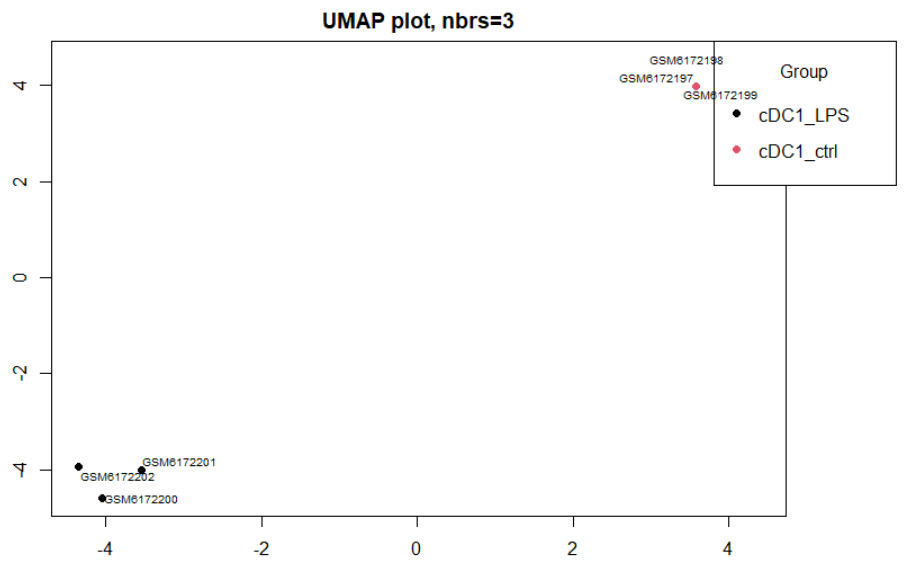 UMAP plot, nbrs=3
GSM6172198
GSM6172197
GSM6172199
Group
cDC1_LPS
cDC1_ctrl
4
2
0
-2
-4
GSM6172201
GSM6172202
GSM6172200
-4
-2
0
2
4